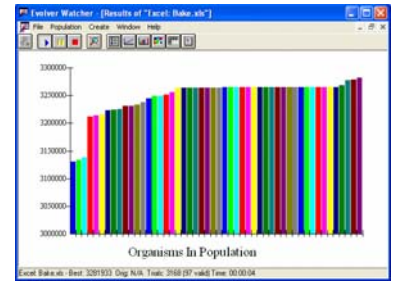 Evolver Watcher - [Results of "Excel: Bake.xls"]
File Population Create Window Help
3300000
3250000
3200000
3150000
3100000
3050000
3000000
Organisms In Population
Excel: Bake.xls - Best: 3281933 Orig: N/A Trials: 3168 (97 valid) Time: 00:00:04